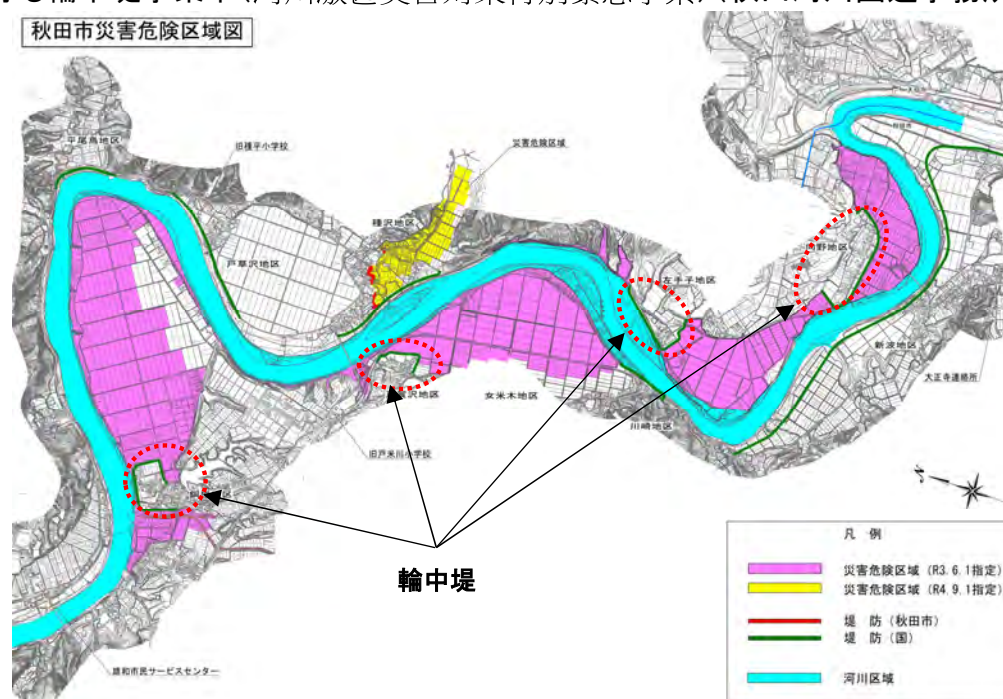 秋田市災害危険区域図
平尾鳥地区
旧種平小学校
災害危険区域
種沢地区
戸草沢地区
左手子地区
向野地区
新波地区
大正寺連絡所
女米木地区
川崎地区
旧戸米川小学校
輪中堤
雄和市民サービスセンター
凡 例
災害危険区域 (R3.6.1指定)
災害危険区域 (R4.9.1指定)
堤 防 (秋田市)
堤 防 (国)
河川区域